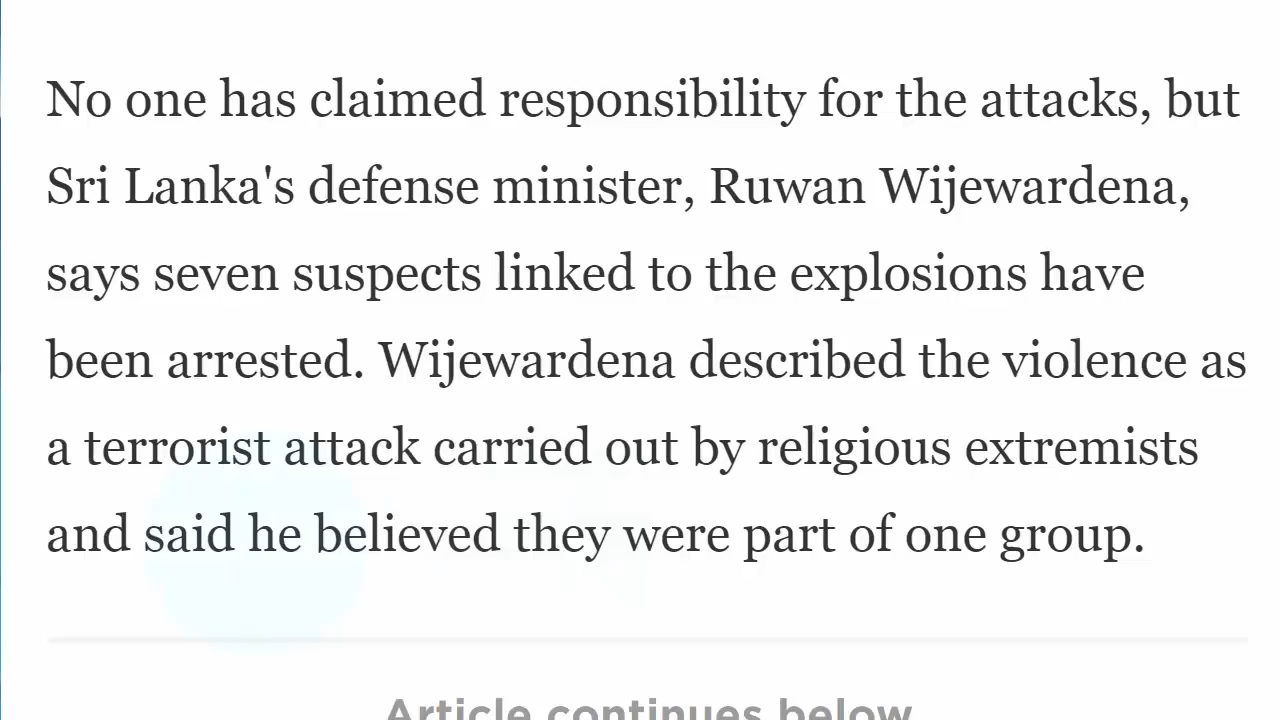 No one has claimed responsibility for the attacks, but
Sri Lanka's defense minister, Ruwan Wijewardena,
says seven suspects linked to the explosions have
been arrested. Wijewardena described the violence as
a terrorist attack carried out by religious extremists
and said he believed they were part of one group.
Article continues below